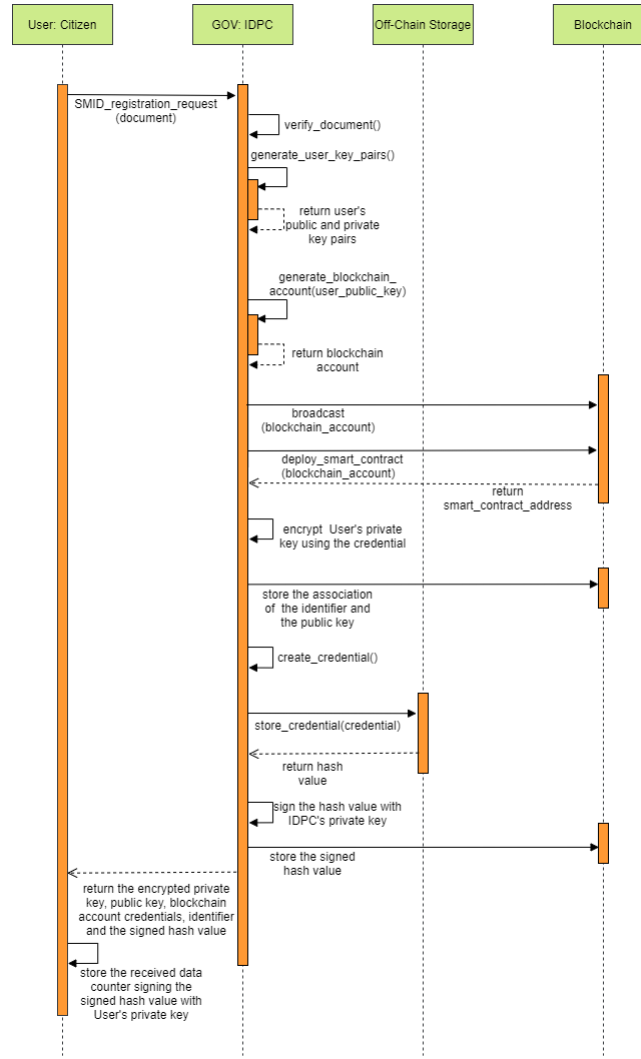 User: Citizen
GOV: IDPC
Off-Chain Storage
Blockchain
SMID_registration_request
(document)
verify_document()
generate_user_key_pairs()
return user's
public and private
key pairs
generate_blockchain_
account(user_public_key)
return blockchain
account
broadcast
(blockchain_account)
deploy_smart_contract
(blockchain_account)
return
smart_contract_address
encrypt User's private
key using the credential
store the association
of the identifier and
the public key
create_credential()
store_credential(credential)
return hash
value
sign the hash value with
IDPC's private key
store the signed
hash value
return the encrypted private
key, public key, blockchain
account credentials, identifier
and the signed hash value
store the received data
counter signing the
signed hash value with
User's private key